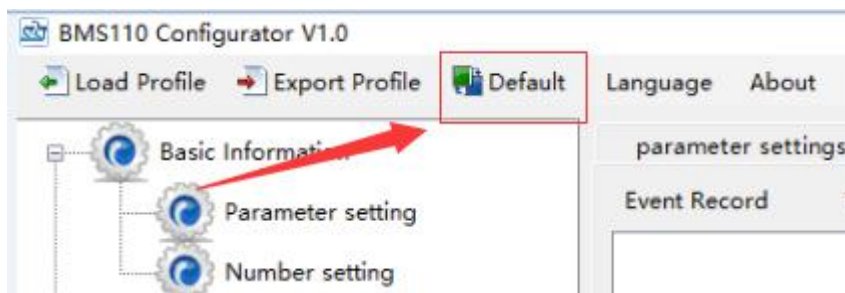 BMS110 Configurator V1.0
Load Profile Export Profile Default Language About
Basic Information
parameter settings
Parameter setting
Event Record
Number setting